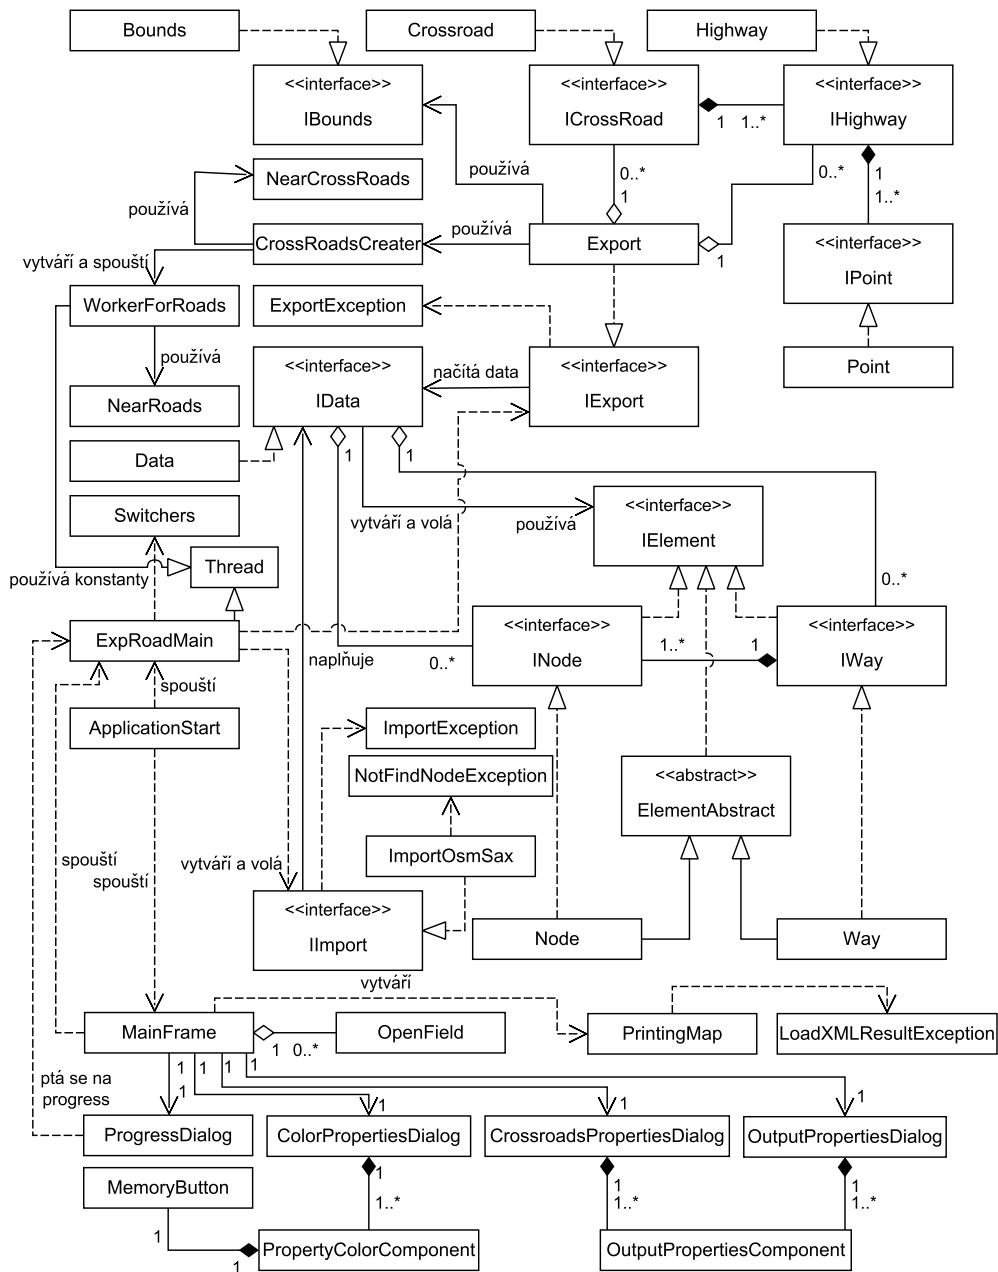 Bounds
Crossroad
Highway
<<interface>>
IBounds
<<interface>>
ICrossRoad
1
1..*
<<interface>>
IHighway
NearCrossRoads
používá
0..*
1
0..*
1
1..*
používá
CrossRoadsCreater
používá
Export
1
<<interface>>
IPoint
vytváří a spouští
WorkerForRoads
ExportException
používá
NearRoads
<<interface>>
IData
načítá data
<<interface>>
IExport
Point
Data
1
1
Switchers
vytváří a volá
používá
<<interface>>
IElement
používá konstanty
Thread
0..*
ExpRoadMain
naplňuje
0..*
<<interface>>
INode
1..*
1
<<interface>>
IWay
spouští
ApplicationStart
ImportException
NotFindNodeException
<<abstract>>
ElementAbstract
ImportOsmSax
spouští
spouští
vytváří a volá
<<interface>>
IImport
Node
Way
vytváří
MainFrame
1
0..*
OpenField
PrintingMap
LoadXMLResultException
1
1
1
1
ptá se na
progress
1
1
1
1
ProgressDialog
ColorPropertiesDialog
CrossroadsPropertiesDialog
OutputPropertiesDialog
MemoryButton
1
1..*
1
1..*
1
1..*
1
1
PropertyColorComponent
OutputPropertiesComponent